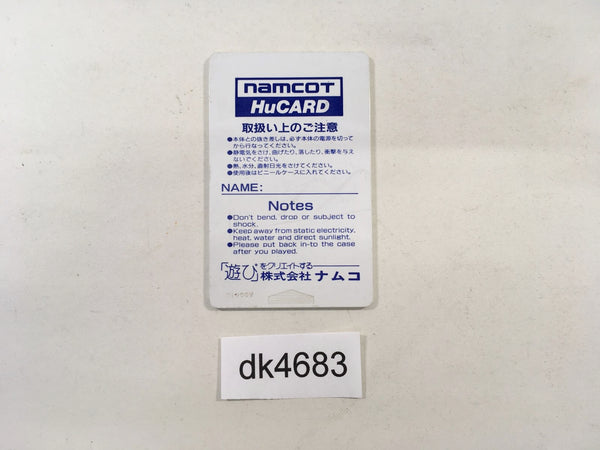 namcoT
HuCARD
取扱い上のご注意
●本体との抜き差しは、必ず本体の電源を切って
から行なってください。
●静電気をさけ、曲げたり、落したり、衝撃を与え
ないでください。
●熱、水分、直射日光をさけてください。
●使用後はビニールケースに入れてください。
NAME:
Notes
●Don't bend, drop or subject to
shock.
●Keep away from static electricity,
heat, water and direct sunlight.
●Please put back in-to the case
after you played.
「遊び」をクリエイトする
株式会社ナムコ
dk4683